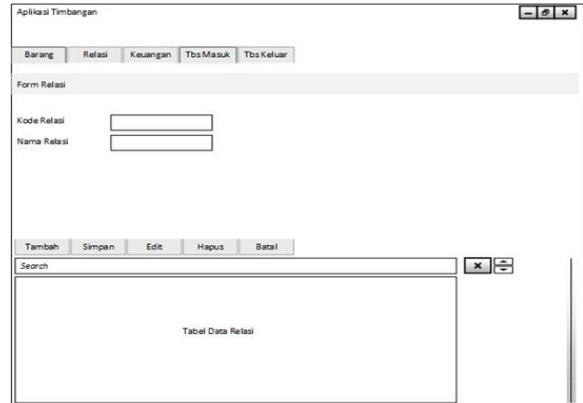 Aplikasi Timbangan
Barang Relasi Keuangan Tbs Masuk Tbs Keluar
Form Relasi
Kode Relasi
Nama Relasi
Tambah Simpan Edit Hapus Batal
Search
Tabel Data Relasi